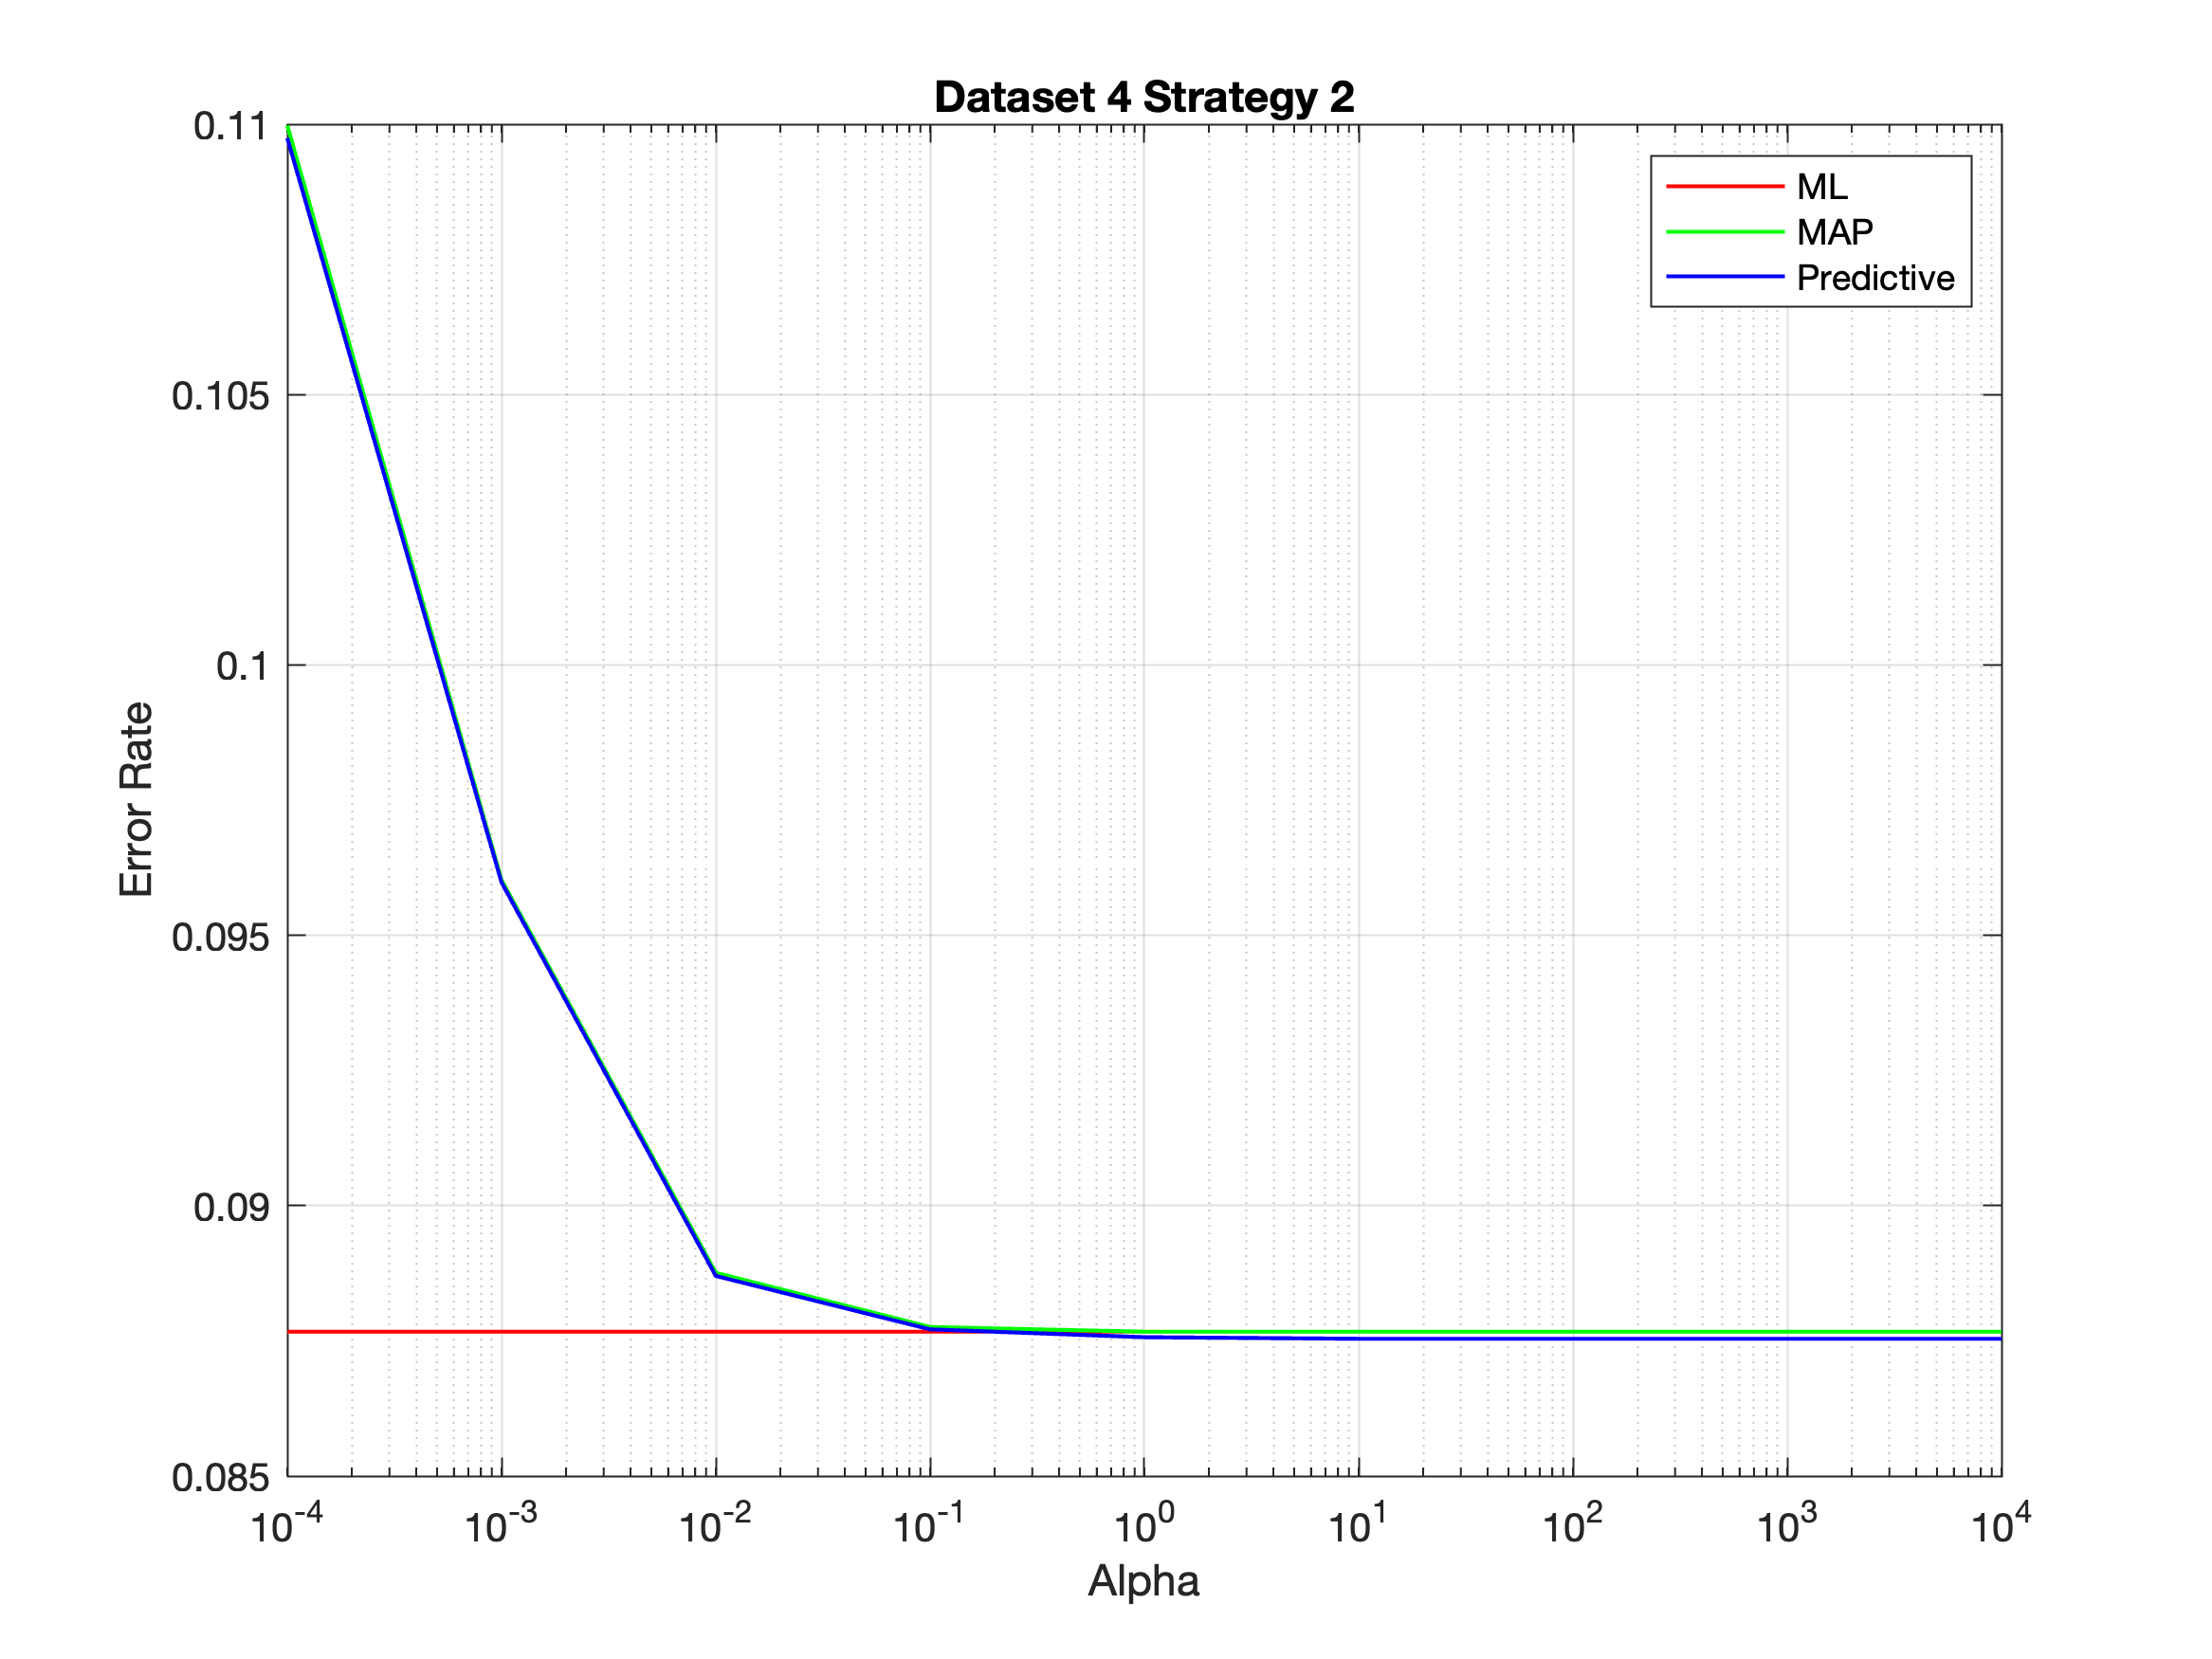 Dataset 4 Strategy 2
ML
MAP
Predictive
0.11
0.105
0.1
0.095
0.09
0.085
Error Rate
10^-4 10^-3 10^-2 10^-1 10^0 10^1 10^2 10^3 10^4
Alpha